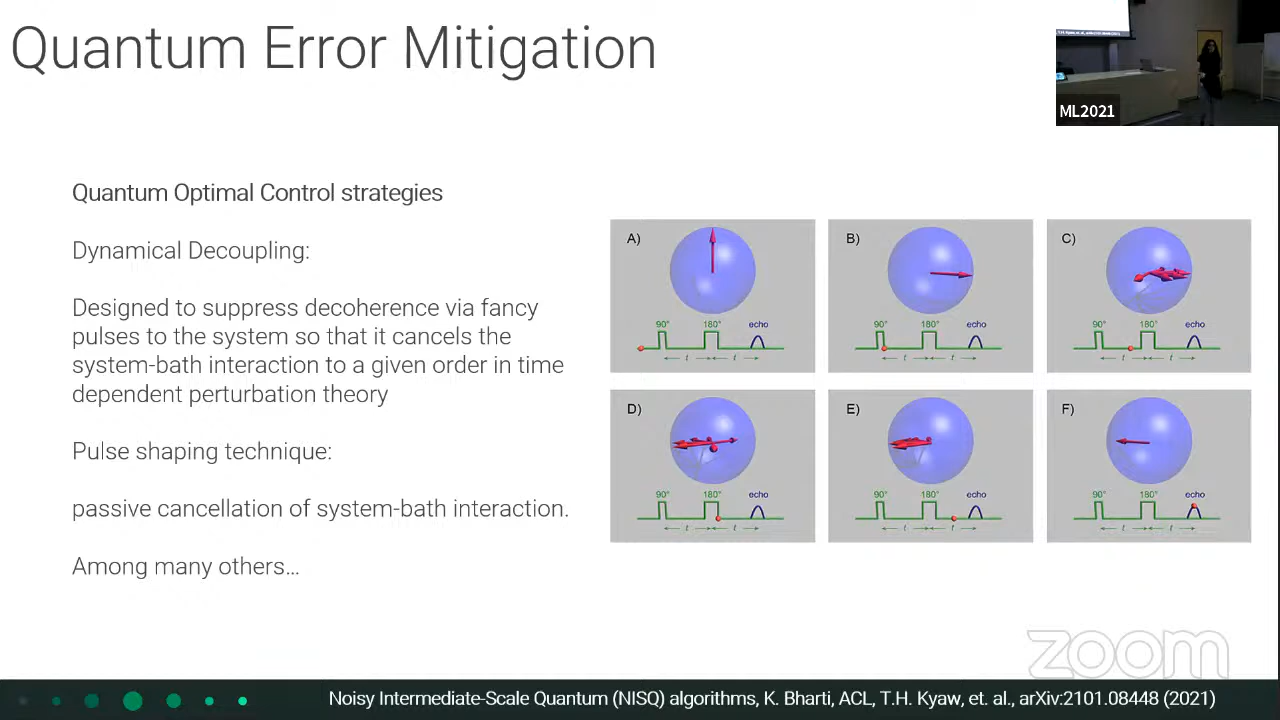 Quantum Error Mitigation
ML2021
Quantum Optimal Control strategies
Dynamical Decoupling:
Designed to suppress decoherence via fancy
pulses to the system so that it cancels the
system-bath interaction to a given order in time
dependent perturbation theory
Pulse shaping technique:
passive cancellation of system-bath interaction.
Among many others…
A)
90° 180° echo
t t
B)
90° 180° echo
t t
C)
90° 180° echo
t t
D)
90° 180° echo
t t
E)
90° 180° echo
t t
F)
90° 180° echo
t t
zoom
Noisy Intermediate-Scale Quantum (NISQ) algorithms, K. Bharti, ACL, T.H. Kyaw, et. al., arXiv:2101.08448 (2021)